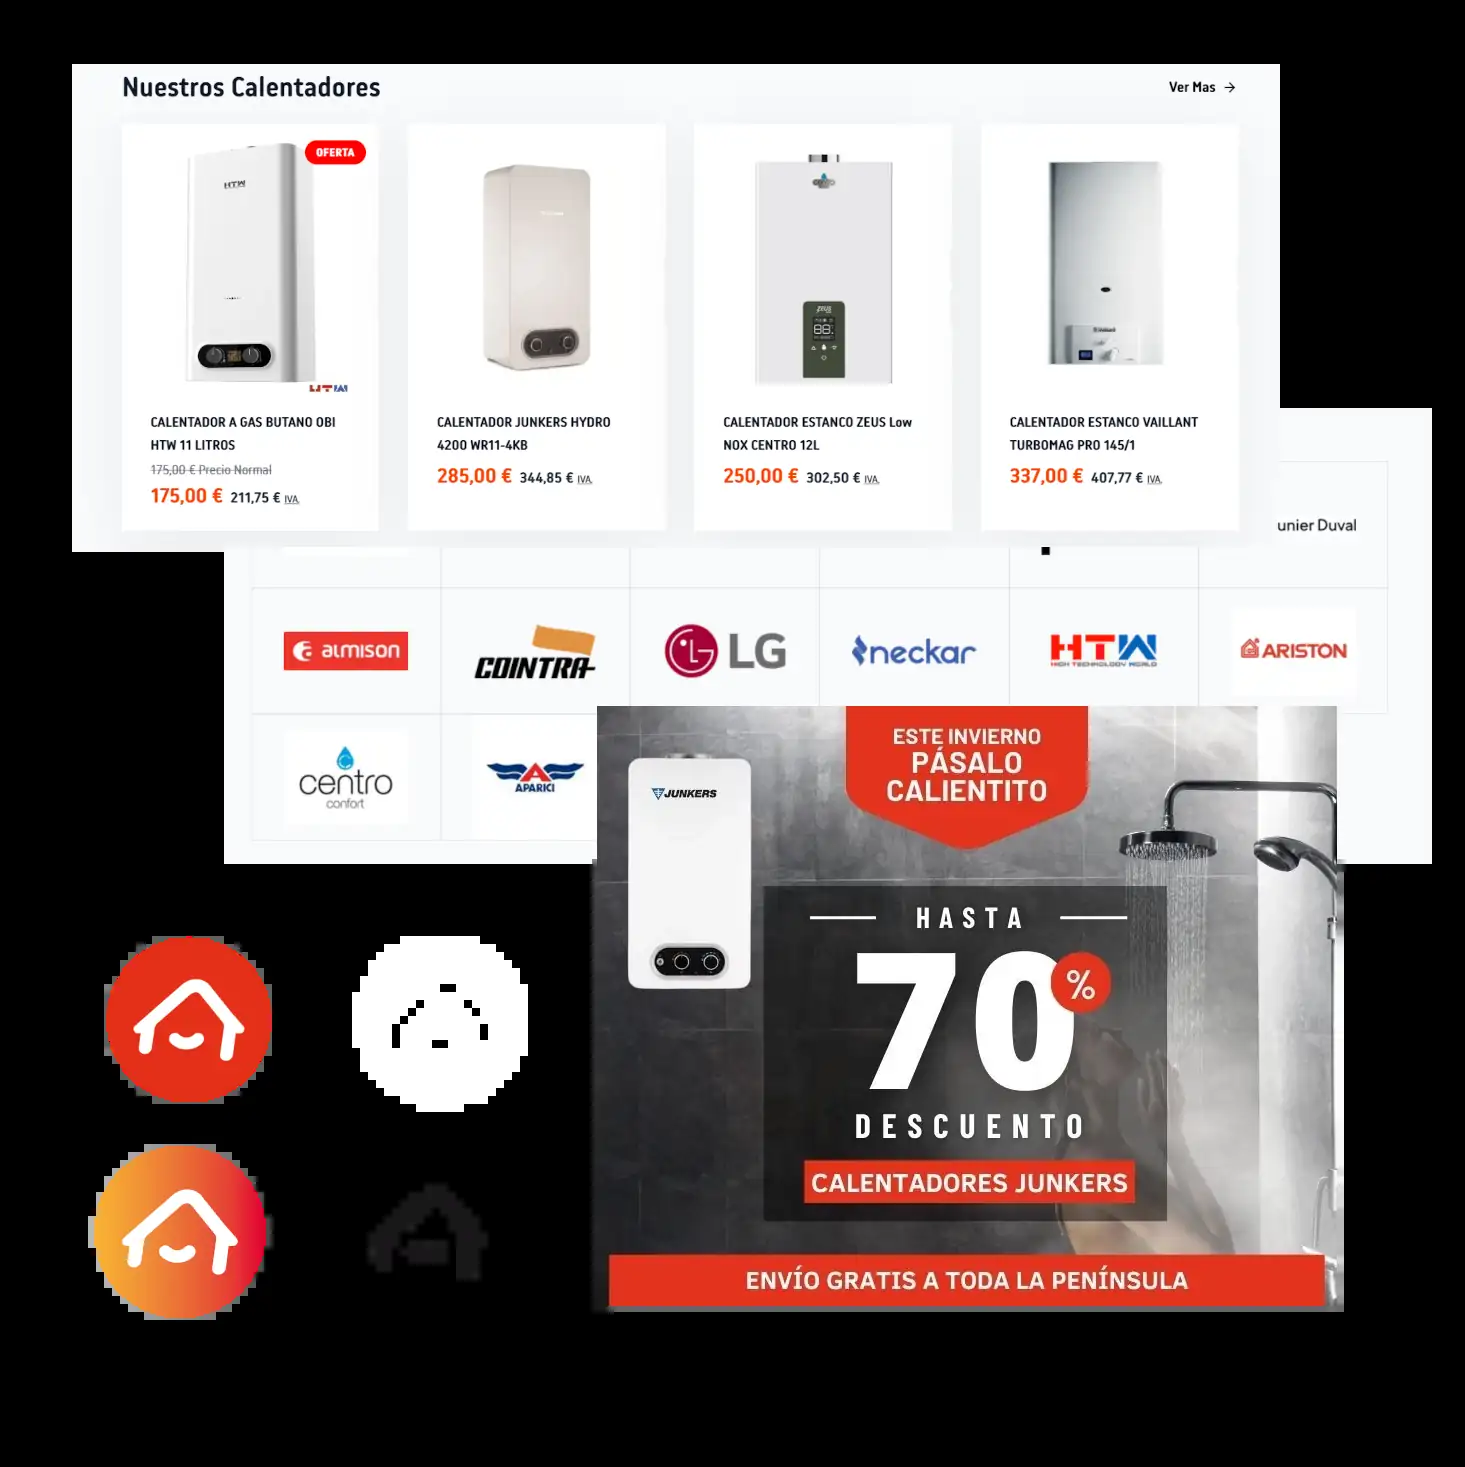 Nuestros Calentadores
Ver Mas →
OFERTA
HTW
HTW
ZEUS
88.
Vaillant
CALENTADOR A GAS BUTANO OBI
HTW 11 LITROS
175,00 € Precio Normal
175,00 € 211,75 € IVA.
CALENTADOR JUNKERS HYDRO
4200 WR11-4KB
285,00 € 344,85 € IVA.
CALENTADOR ESTANCO ZEUS Low
NOX CENTRO 12L
250,00 € 302,50 € IVA.
CALENTADOR ESTANCO VAILLANT
TURBOMAG PRO 145/1
337,00 € 407,77 € IVA.
unier Duval
almison
COINTRA
LG
neckar
HTW
HIGH TECHNOLOGY WORLD
ARISTON
centro
confort
APARICI
JUNKERS
ESTE INVIERNO
PÁSALO
CALIENTITO
HASTA
70%
DESCUENTO
CALENTADORES JUNKERS
ENVÍO GRATIS A TODA LA PENÍNSULA